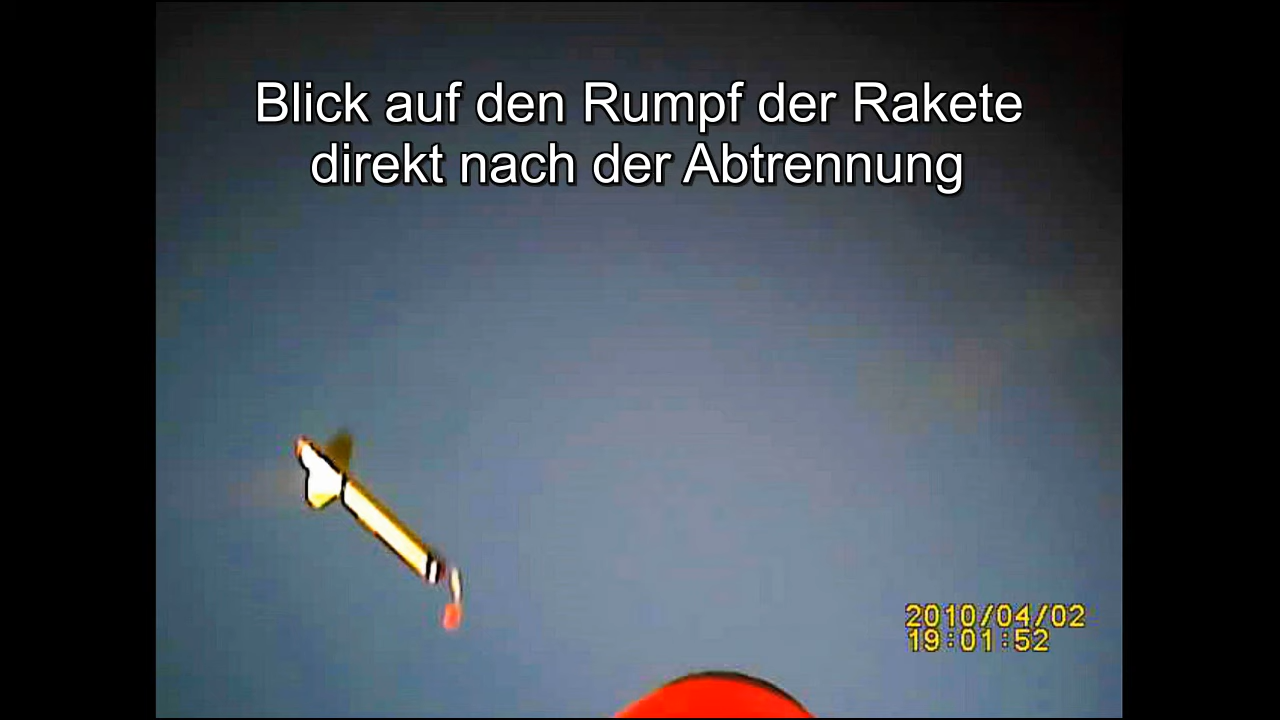 Blick auf den Rumpf der Rakete
direkt nach der Abtrennung
2010/04/02
19:01:52